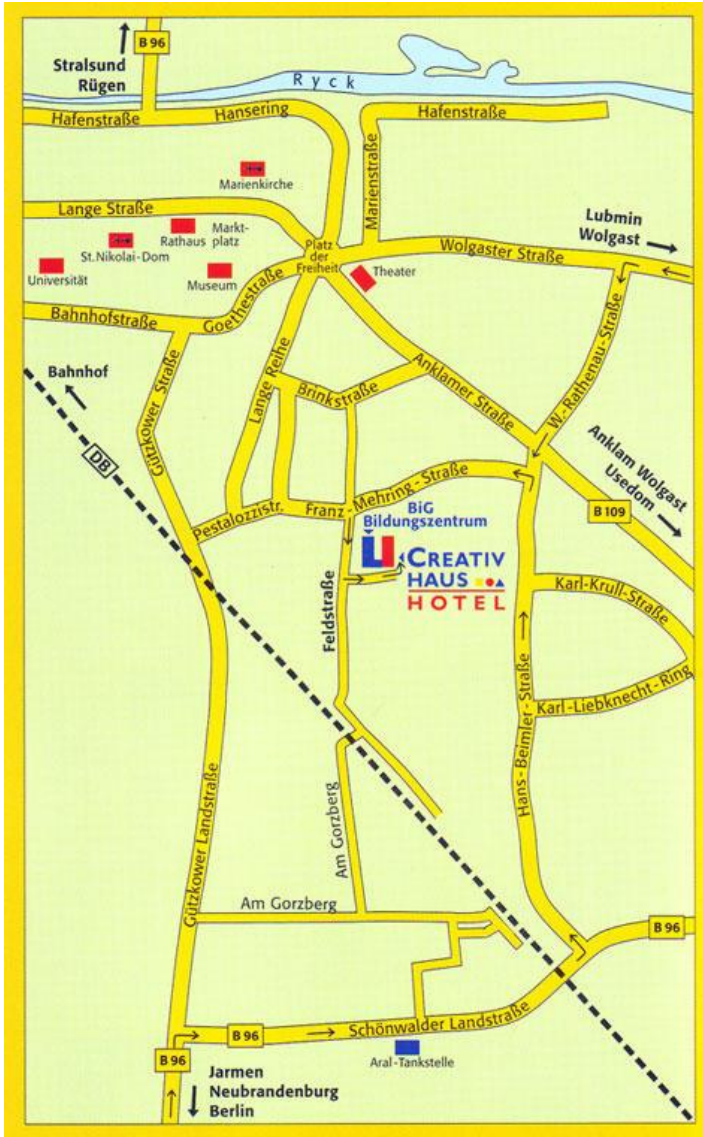 B 96
Stralsund
Rügen
Ryck
Hafenstraße
Hansering
Hafenstraße
Marienstraße
Marienkirche
Lange Straße
Rathaus
Markt-
platz
St.Nikolai-Dom
Universität
Museum
Platz
der
Freiheit
Theater
Wolgaster Straße
Lubmin
Wolgast
Bahnhofstraße
Goethestraße
Bahnhof
DB
Gützkower Straße
Lange Reihe
Brinkstraße
Anklamer Straße
W.-Rathenau-Straße
Anklam Wolgast
Usedom
B 109
Pestalozzistr.
Franz-Mehring-Straße
BiG
Bildungszentrum
CREATIV
HAUS
HOTEL
Feldstraße
Karl-Krull-Straße
Karl-Liebknecht-Ring
Hans-Beimler-Straße
Gützkower Landstraße
Am Gorzberg
Am Gorzberg
B 96
B 96
Schönwalder Landstraße
Aral-Tankstelle
B 96
Jarmen
Neubrandenburg
Berlin